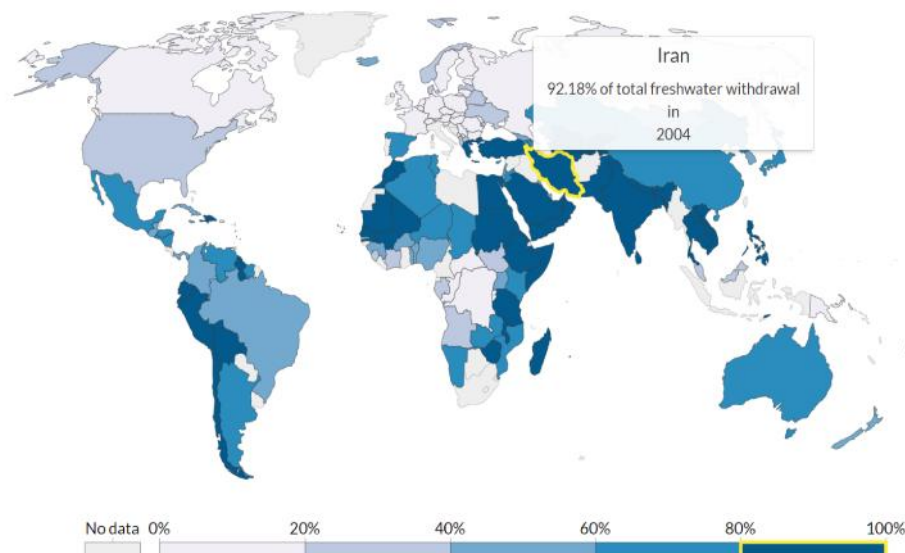 Iran
92.18% of total freshwater withdrawal
in
2004
No data 0% 20% 40% 60% 80% 100%